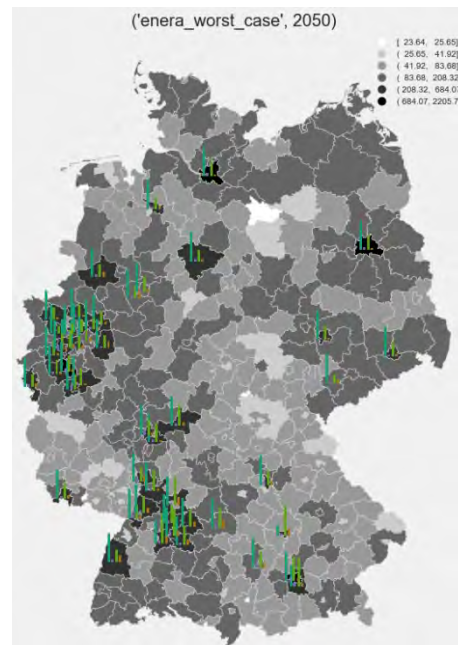 ('enera_worst_case', 2050)
[ 23.64, 25.65]
( 25.65, 41.92]
( 41.92, 83.68]
( 83.68, 208.32
( 208.32, 684.07
( 684.07, 2205.7